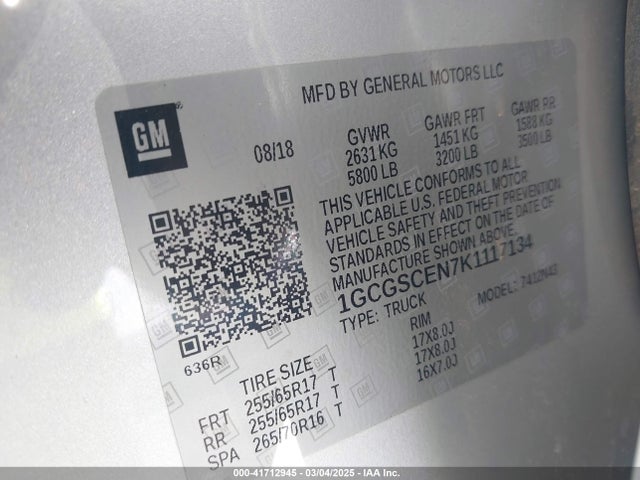 MFD BY GENERAL MOTORS LLC
GM
08/18
GVWR GAWR FRT GAWR RR
2631 KG 1451 KG 1588 KG
5800 LB 3200 LB 3500 LB
THIS VEHICLE CONFORMS TO ALL
APPLICABLE U.S. FEDERAL MOTOR
VEHICLE SAFETY AND THEFT PREVENTION
STANDARDS IN EFFECT ON THE DATE OF
MANUFACTURE SHOWN ABOVE.
1GCGSCEN7K1117134
TYPE: TRUCK MODEL: 7412N43
636R
TIRE SIZE RIM
FRT 255/65R17 T 17X8.0J
RR 255/65R17 T 17X8.0J
SPA 265/70R16 T 16X7.0J
000-41712945 - 03/04/2025 - IAA Inc.